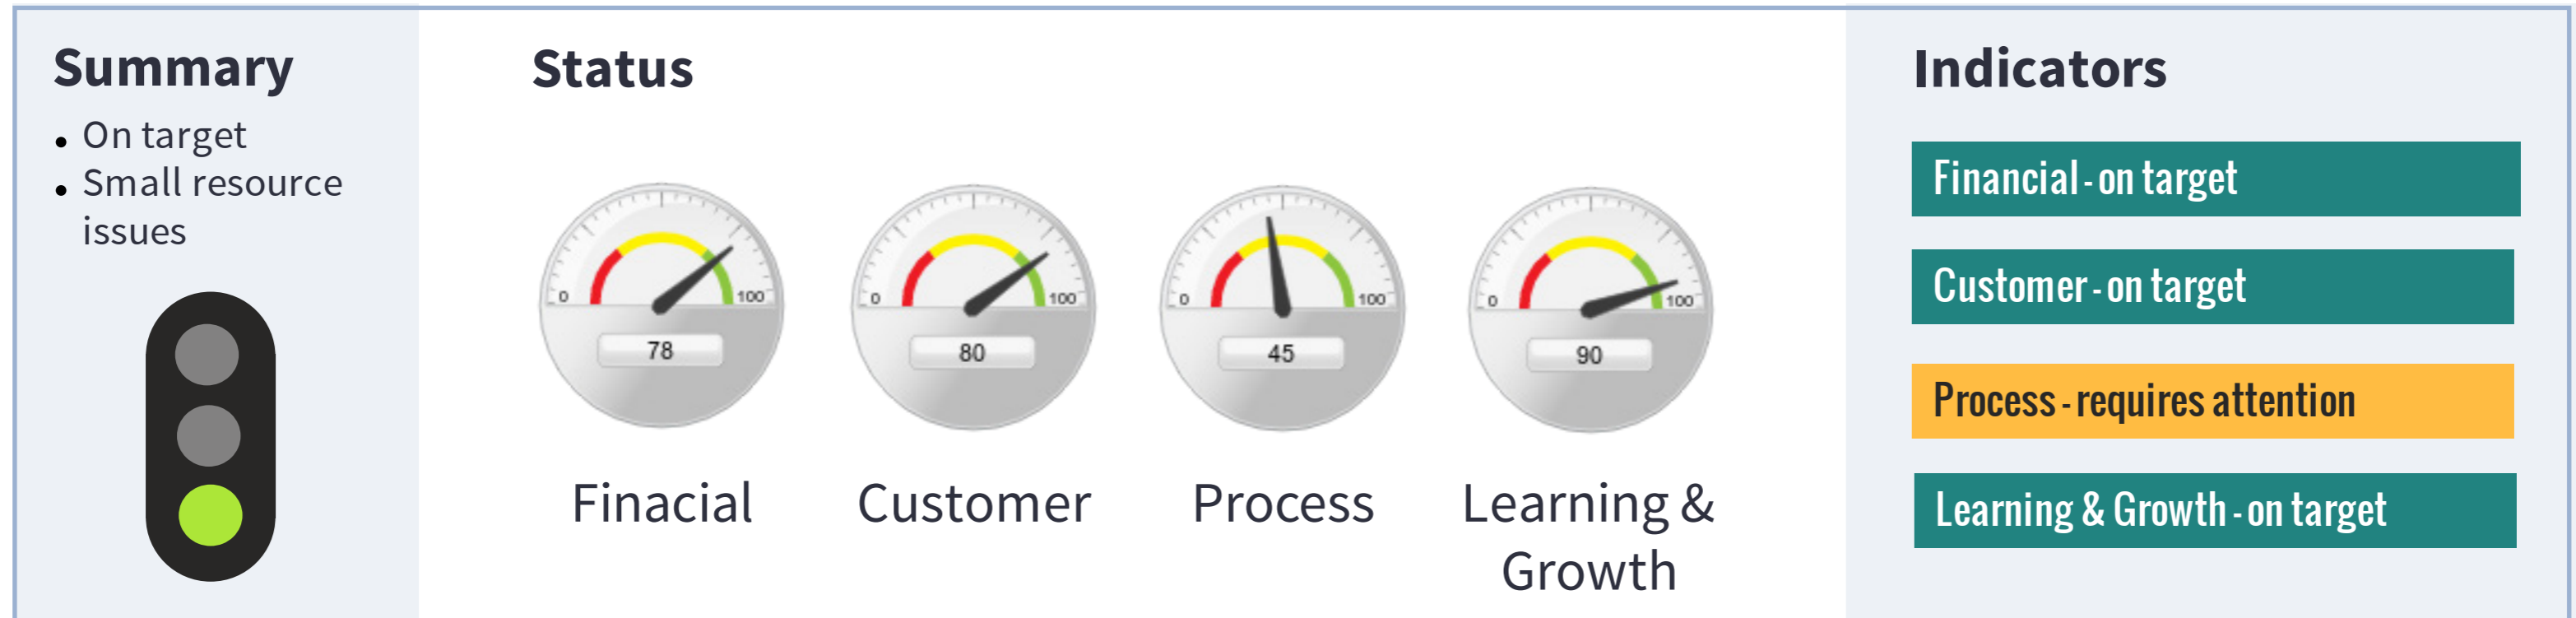 Summary
• On target
• Small resource
issues
Status
0
100
78
Finacial
0
100
80
Customer
0
100
45
Process
0
100
90
Learning &
Growth
Indicators
Financial - on target
Customer - on target
Process - requires attention
Learning & Growth - on target